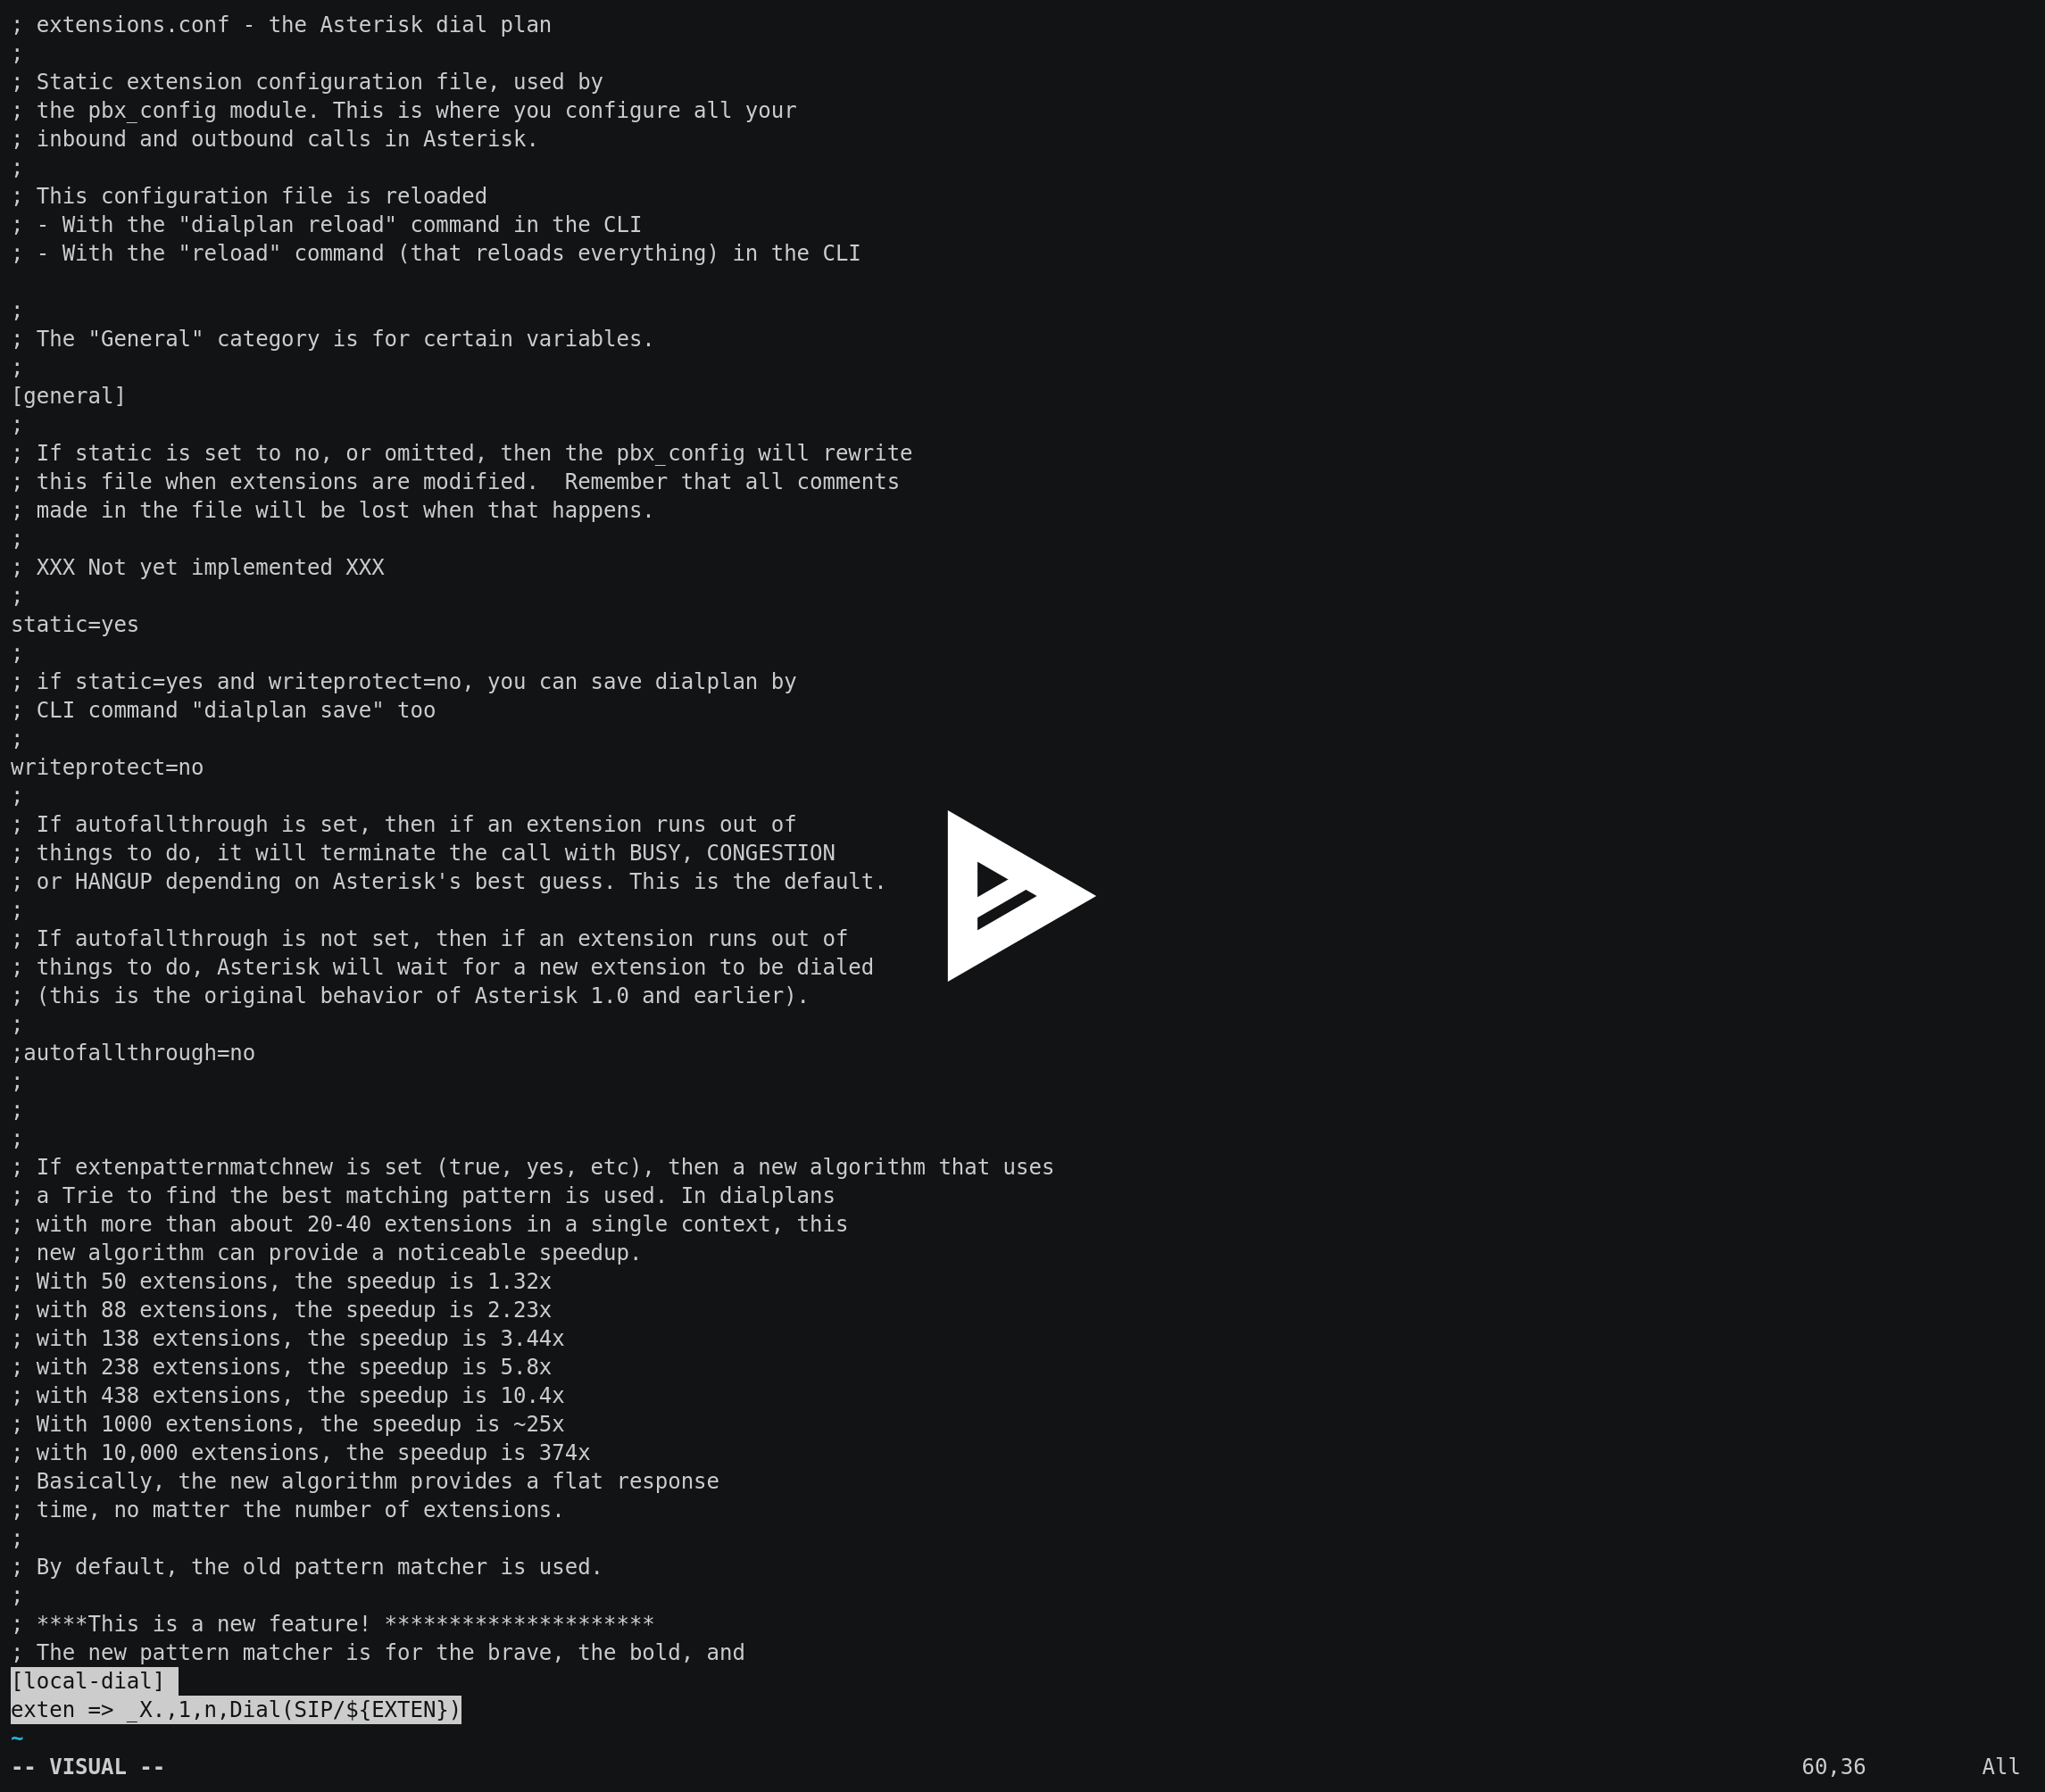 ; extensions.conf - the Asterisk dial plan
;
; Static extension configuration file, used by
; the pbx_config module. This is where you configure all your
; inbound and outbound calls in Asterisk.
;
; This configuration file is reloaded
; - With the "dialplan reload" command in the CLI
; - With the "reload" command (that reloads everything) in the CLI

;
; The "General" category is for certain variables.
;
[general]
;
; If static is set to no, or omitted, then the pbx_config will rewrite
; this file when extensions are modified.  Remember that all comments
; made in the file will be lost when that happens.
;
; XXX Not yet implemented XXX
;
static=yes
;
; if static=yes and writeprotect=no, you can save dialplan by
; CLI command "dialplan save" too
;
writeprotect=no
;
; If autofallthrough is set, then if an extension runs out of
; things to do, it will terminate the call with BUSY, CONGESTION
; or HANGUP depending on Asterisk's best guess. This is the default.
;
; If autofallthrough is not set, then if an extension runs out of
; things to do, Asterisk will wait for a new extension to be dialed
; (this is the original behavior of Asterisk 1.0 and earlier).
;
;autofallthrough=no
;
;
;
; If extenpatternmatchnew is set (true, yes, etc), then a new algorithm that uses
; a Trie to find the best matching pattern is used. In dialplans
; with more than about 20-40 extensions in a single context, this
; new algorithm can provide a noticeable speedup.
; With 50 extensions, the speedup is 1.32x
; with 88 extensions, the speedup is 2.23x
; with 138 extensions, the speedup is 3.44x
; with 238 extensions, the speedup is 5.8x
; with 438 extensions, the speedup is 10.4x
; With 1000 extensions, the speedup is ~25x
; with 10,000 extensions, the speedup is 374x
; Basically, the new algorithm provides a flat response
; time, no matter the number of extensions.
;
; By default, the old pattern matcher is used.
;
; ****This is a new feature! *********************
; The new pattern matcher is for the brave, the bold, and
[local-dial]
exten => _X.,1,n,Dial(SIP/${EXTEN})
~
-- VISUAL -- 60,36 All